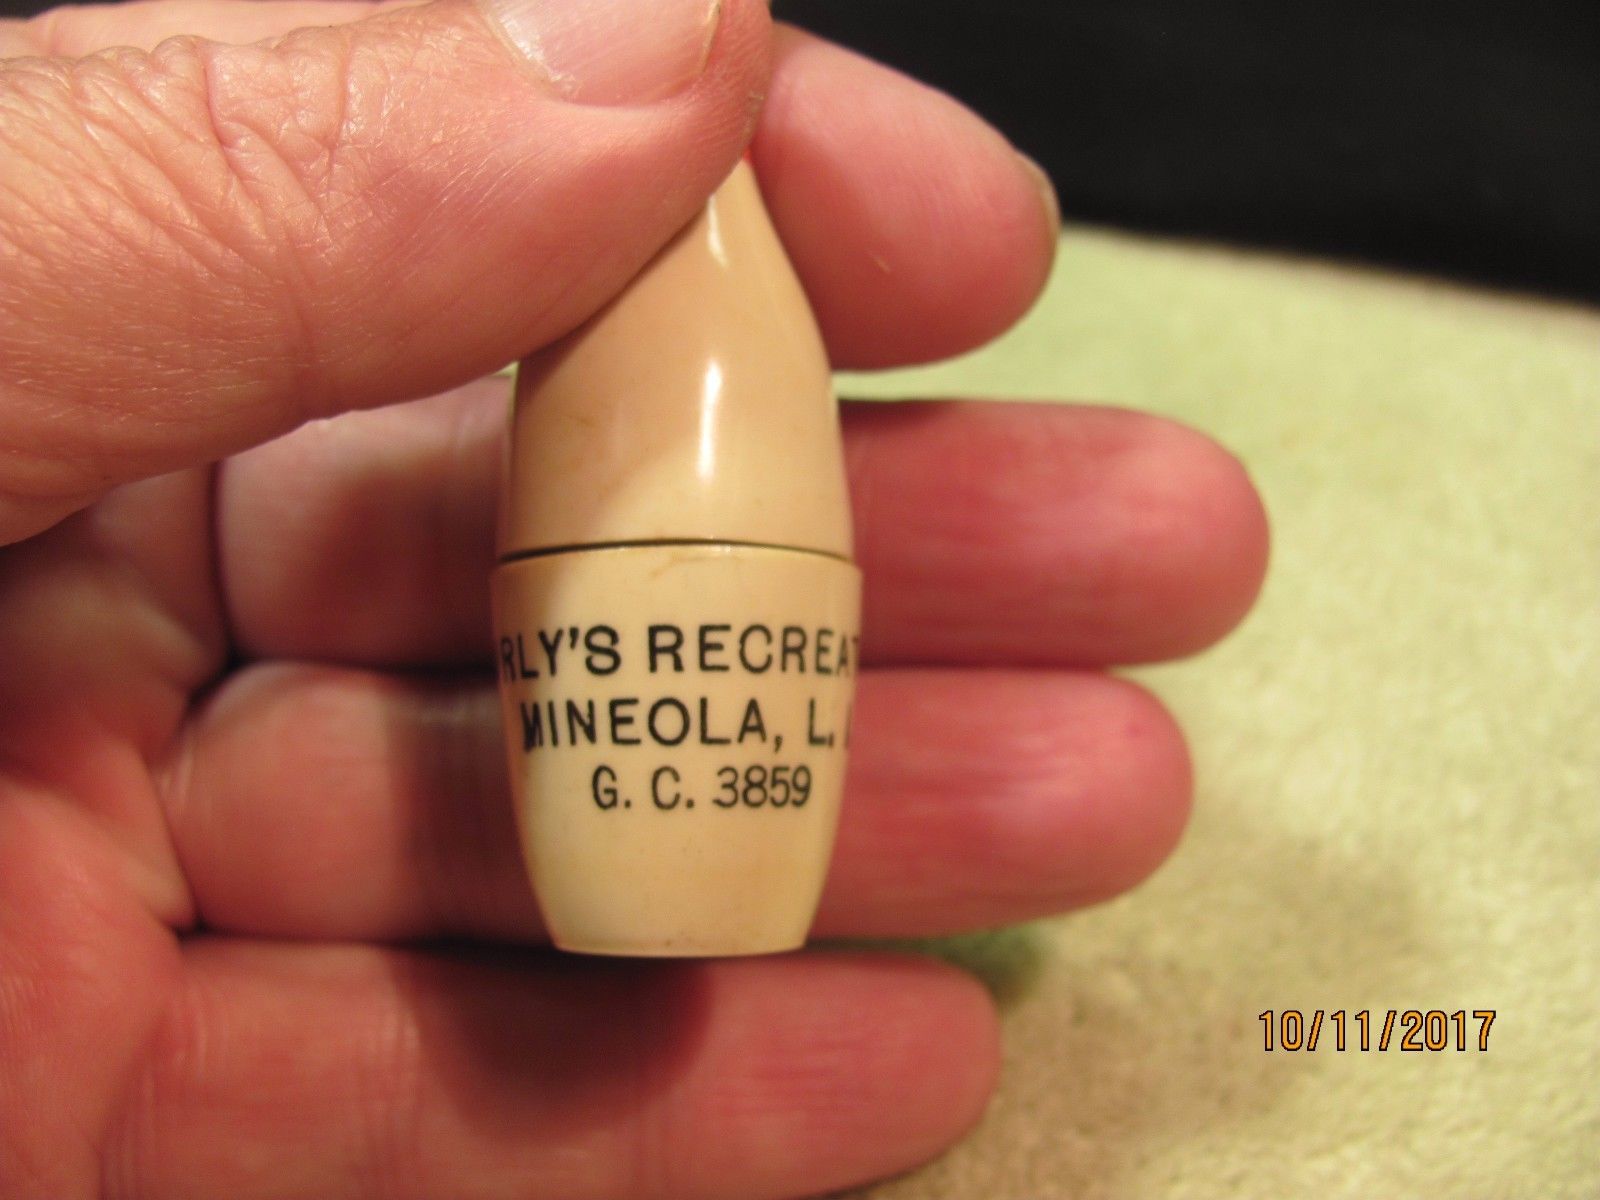 RLY'S RECREAT
MINEOLA, L.
G. C. 3859
10/11/2017